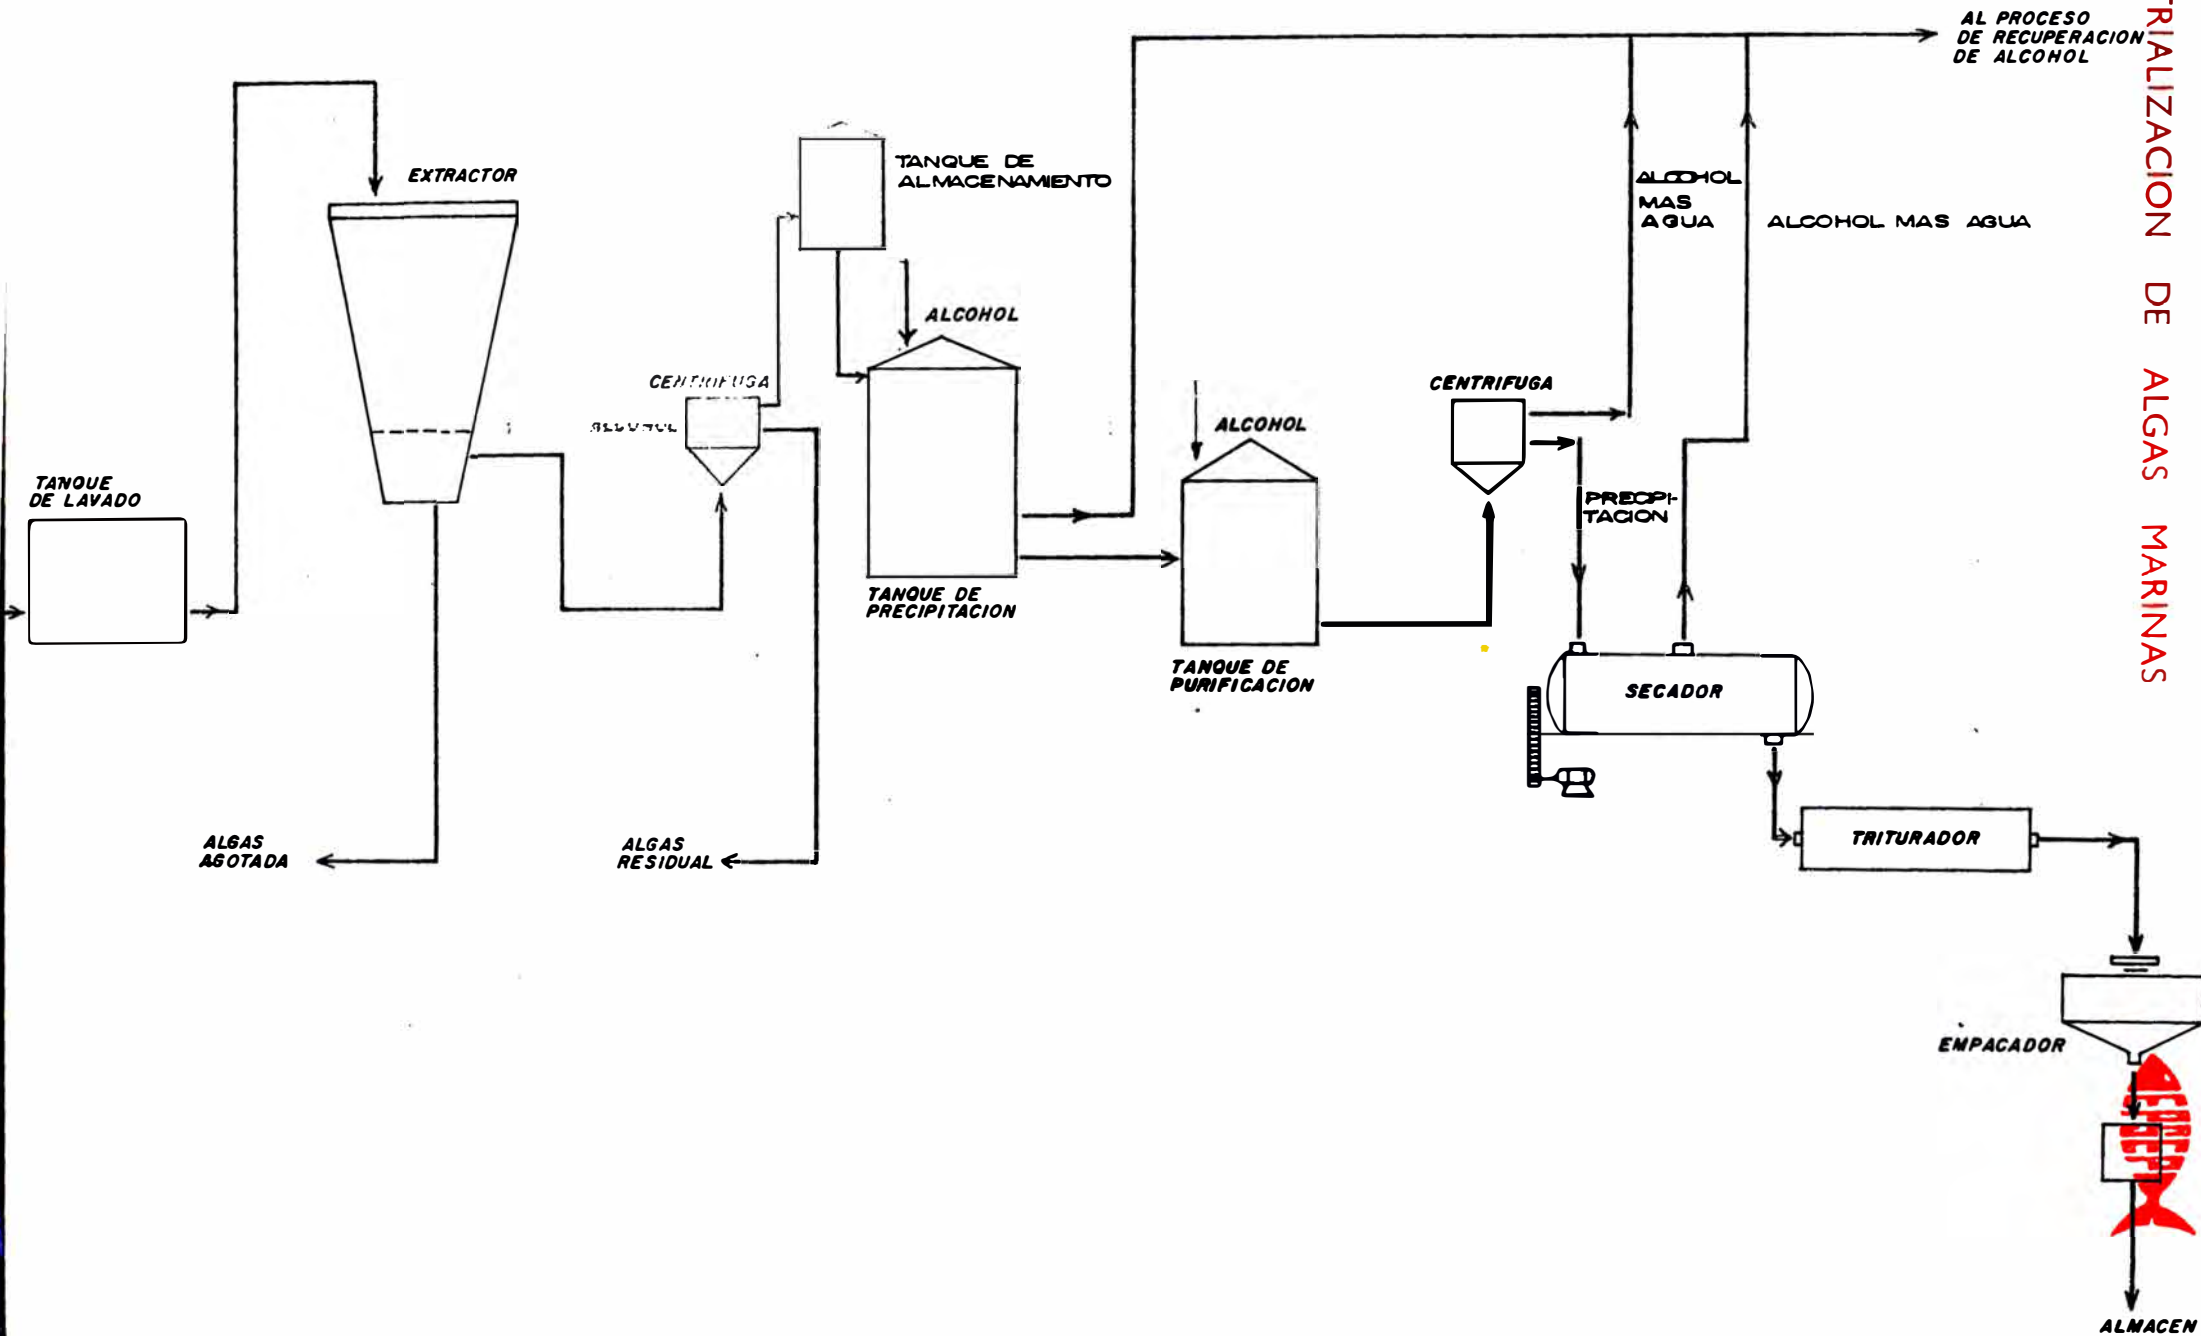 AL PROCESO
DE RECUPERACION
DE ALCOHOL
TRIALIZACION DE ALGAS MARINAS
EXTRACTOR
TANQUE DE
ALMACENAMIENTO
ALCOHOL
MAS
AGUA
ALCOHOL MAS AGUA
ALCOHOL
CENTRIFUGA
CENTRIFUGA
ALCOHOL
TANQUE
DE LAVADO
PRECIPI-
TACION
TANQUE DE
PRECIPITACION
TANQUE DE
PURIFICACION
SECADOR
ALGAS
AGOTADA
ALGAS
RESIDUAL
TRITURADOR
EMPACADOR
ALMACEN